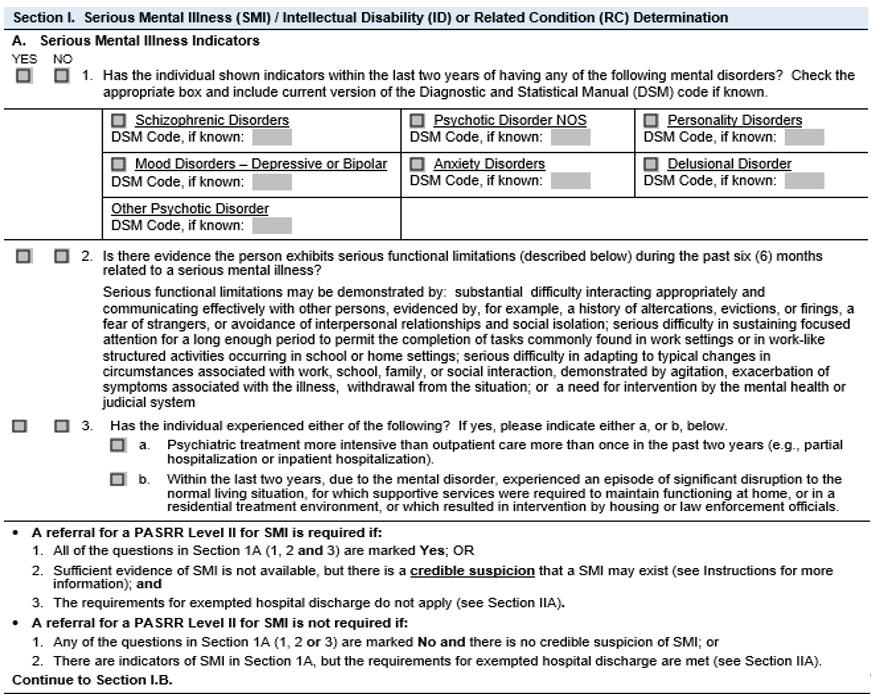 Section I. Serious Mental Illness (SMI) / Intellectual Disability (ID) or Related Condition (RC) Determination
A. Serious Mental Illness Indicators
YES NO
1. Has the individual shown indicators within the last two years of having any of the following mental disorders? Check the
appropriate box and include current version of the Diagnostic and Statistical Manual (DSM) code if known.
Schizophrenic Disorders Psychotic Disorder NOS Personality Disorders
DSM Code, if known: DSM Code, if known: DSM Code, if known:
Mood Disorders – Depressive or Bipolar Anxiety Disorders Delusional Disorder
DSM Code, if known: DSM Code, if known: DSM Code, if known:
Other Psychotic Disorder
DSM Code, if known:
2. Is there evidence the person exhibits serious functional limitations (described below) during the past six (6) months
related to a serious mental illness?
Serious functional limitations may be demonstrated by: substantial difficulty interacting appropriately and
communicating effectively with other persons, evidenced by, for example, a history of altercations, evictions, or firings, a
fear of strangers, or avoidance of interpersonal relationships and social isolation; serious difficulty in sustaining focused
attention for a long enough period to permit the completion of tasks commonly found in work settings or in work-like
structured activities occurring in school or home settings; serious difficulty in adapting to typical changes in
circumstances associated with work, school, family, or social interaction, demonstrated by agitation, exacerbation of
symptoms associated with the illness, withdrawal from the situation; or a need for intervention by the mental health or
judicial system
3. Has the individual experienced either of the following? If yes, please indicate either a, or b, below.
a. Psychiatric treatment more intensive than outpatient care more than once in the past two years (e.g., partial
hospitalization or inpatient hospitalization).
b. Within the last two years, due to the mental disorder, experienced an episode of significant disruption to the
normal living situation, for which supportive services were required to maintain functioning at home, or in a
residential treatment environment, or which resulted in intervention by housing or law enforcement officials.
• A referral for a PASRR Level II for SMI is required if:
1. All of the questions in Section 1A (1, 2 and 3) are marked Yes; OR
2. Sufficient evidence of SMI is not available, but there is a credible suspicion that a SMI may exist (see Instructions for more
information); and
3. The requirements for exempted hospital discharge do not apply (see Section IIA).
• A referral for a PASRR Level II for SMI is not required if:
1. Any of the questions in Section 1A (1, 2 or 3) are marked No and there is no credible suspicion of SMI; or
2. There are indicators of SMI in Section 1A, but the requirements for exempted hospital discharge are met (see Section IIA).
Continue to Section I.B.